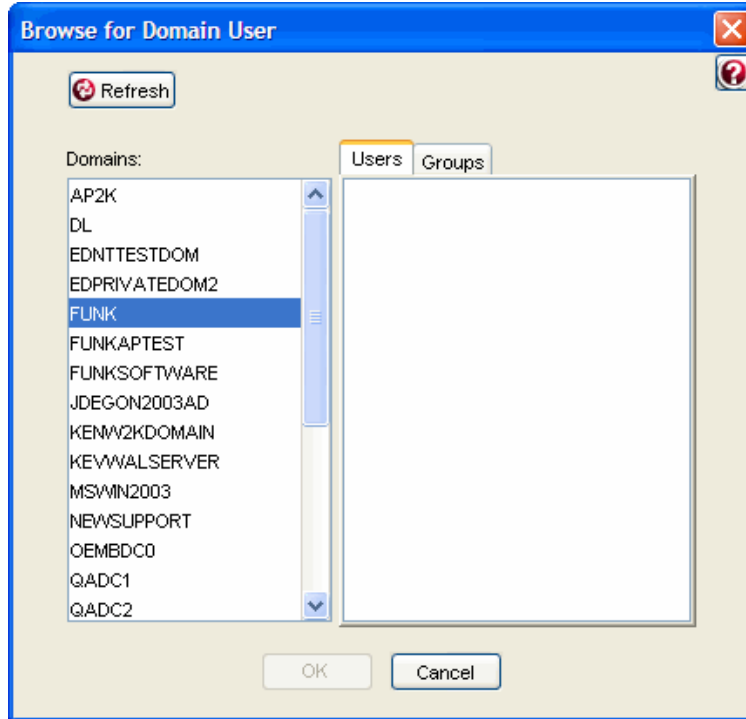 Browse for Domain User
Refresh
Domains:
Users Groups
AP2K
DL
EDNTTESTDOM
EDPRIVATEDOM2
FUNK
FUNKAPTEST
FUNKSOFTWARE
JDEGON2003AD
KENW2KDOMAIN
KEVWALSERVER
MSWIN2003
NEWSUPPORT
OEMBDC0
QADC1
QADC2
OK Cancel